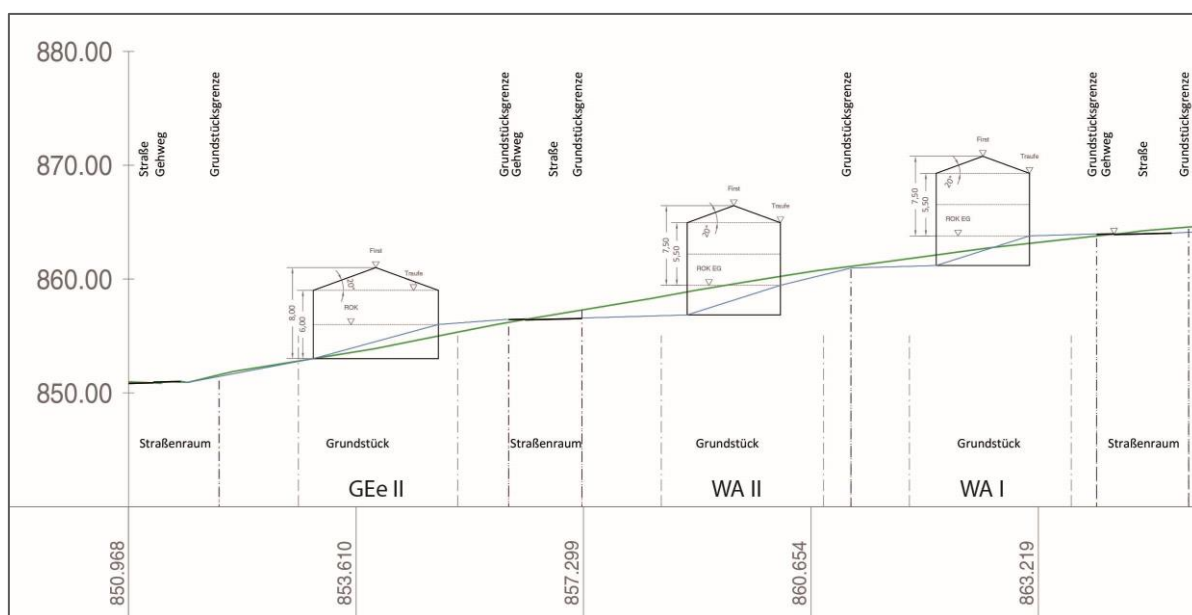 880.00
870.00
860.00
850.00
Straße
Gehweg
Grundstücksgrenze
Grundstücksgrenze
Gehweg
Straße
Grundstücksgrenze
Grundstücksgrenze
Grundstücksgrenze
Gehweg
Straße
Grundstücksgrenze
First
Traufe
20°
ROK
8,00
6,00
First
Traufe
20°
ROK EG
7,50
5,50
First
Traufe
20°
ROK EG
7,50
5,50
Straßenraum
Grundstück
Straßenraum
Grundstück
Grundstück
Straßenraum
GEe II
WA II
WA I
850.968
853.610
857.299
860.654
863.219